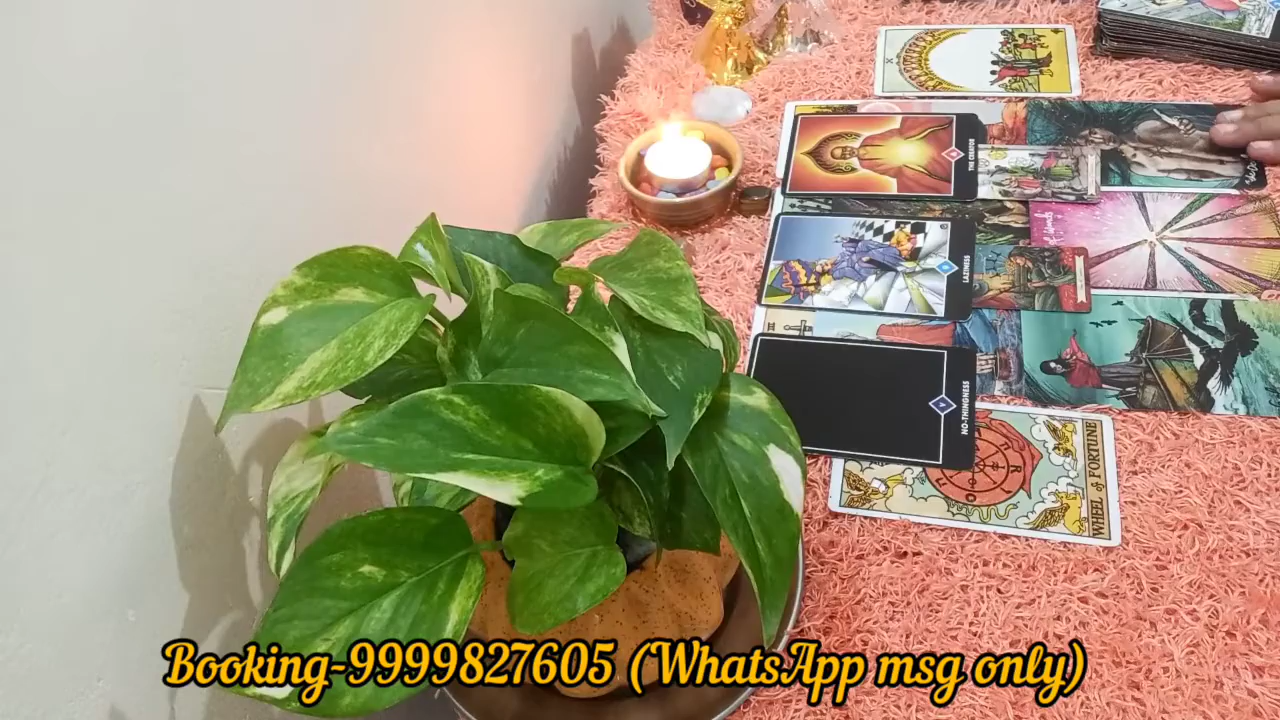 X
THE CREATOR
LAZINESS
NO-THINGNESS
WHEEL of FORTUNE
Booking-9999827605 (WhatsApp msg only)